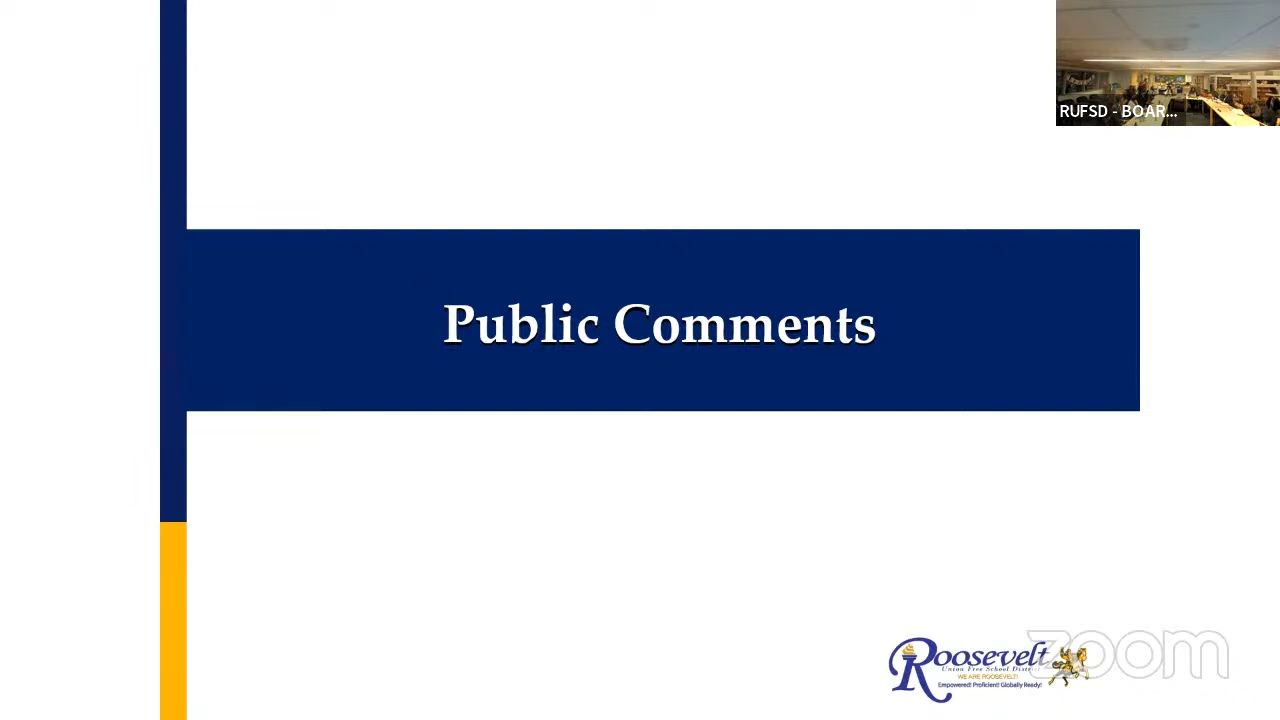 RUFSD - BOAR...
Public Comments
Roosevelt
Union Free School District
WE ARE ROOSEVELT!
Empowered! Proficient! Globally Ready!
zoom